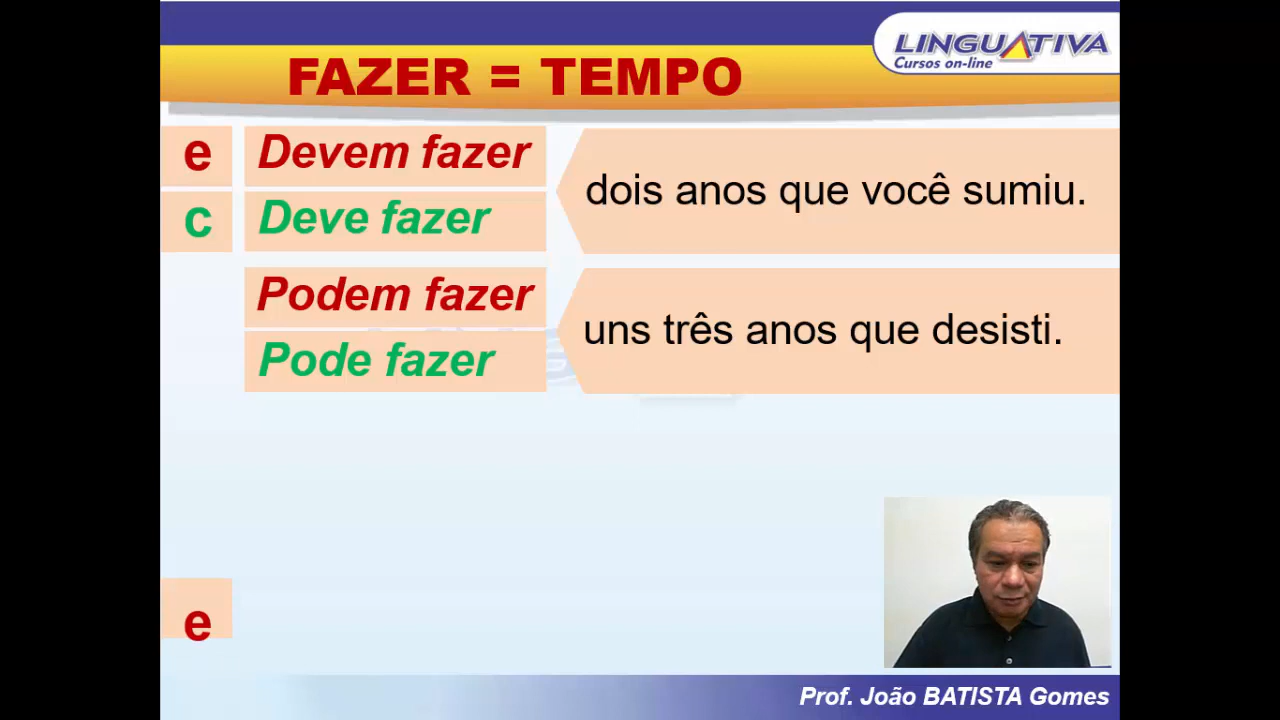 LINGUATIVA
Cursos on-line
FAZER = TEMPO
e Devem fazer
c Deve fazer
dois anos que você sumiu.
Podem fazer
Pode fazer
uns três anos que desisti.
e
Prof. João BATISTA Gomes